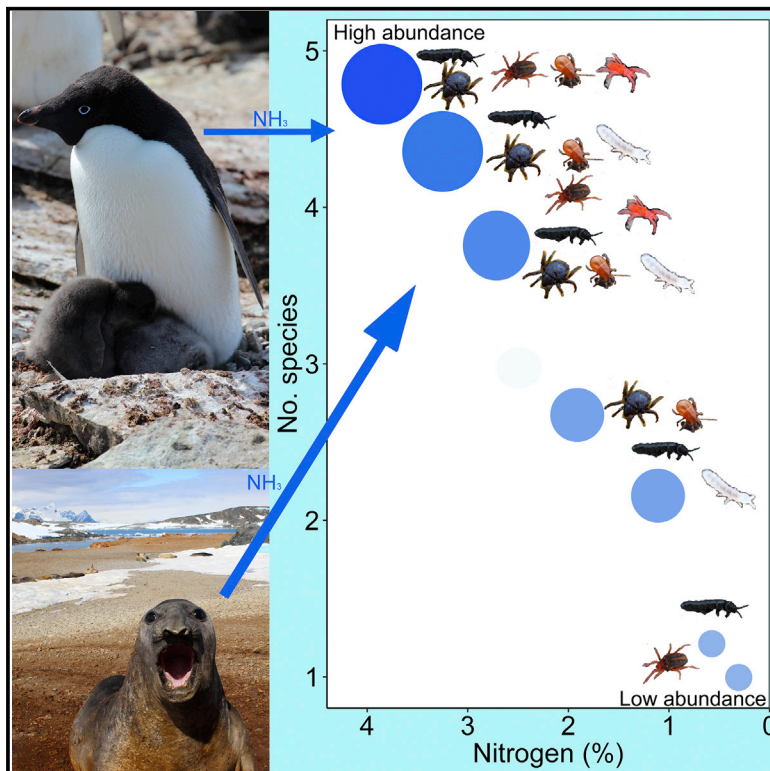 High abundance
NH₃
NH₃
No. species
5
4
3
2
1
Low abundance
4
3
2
1
0
Nitrogen (%)